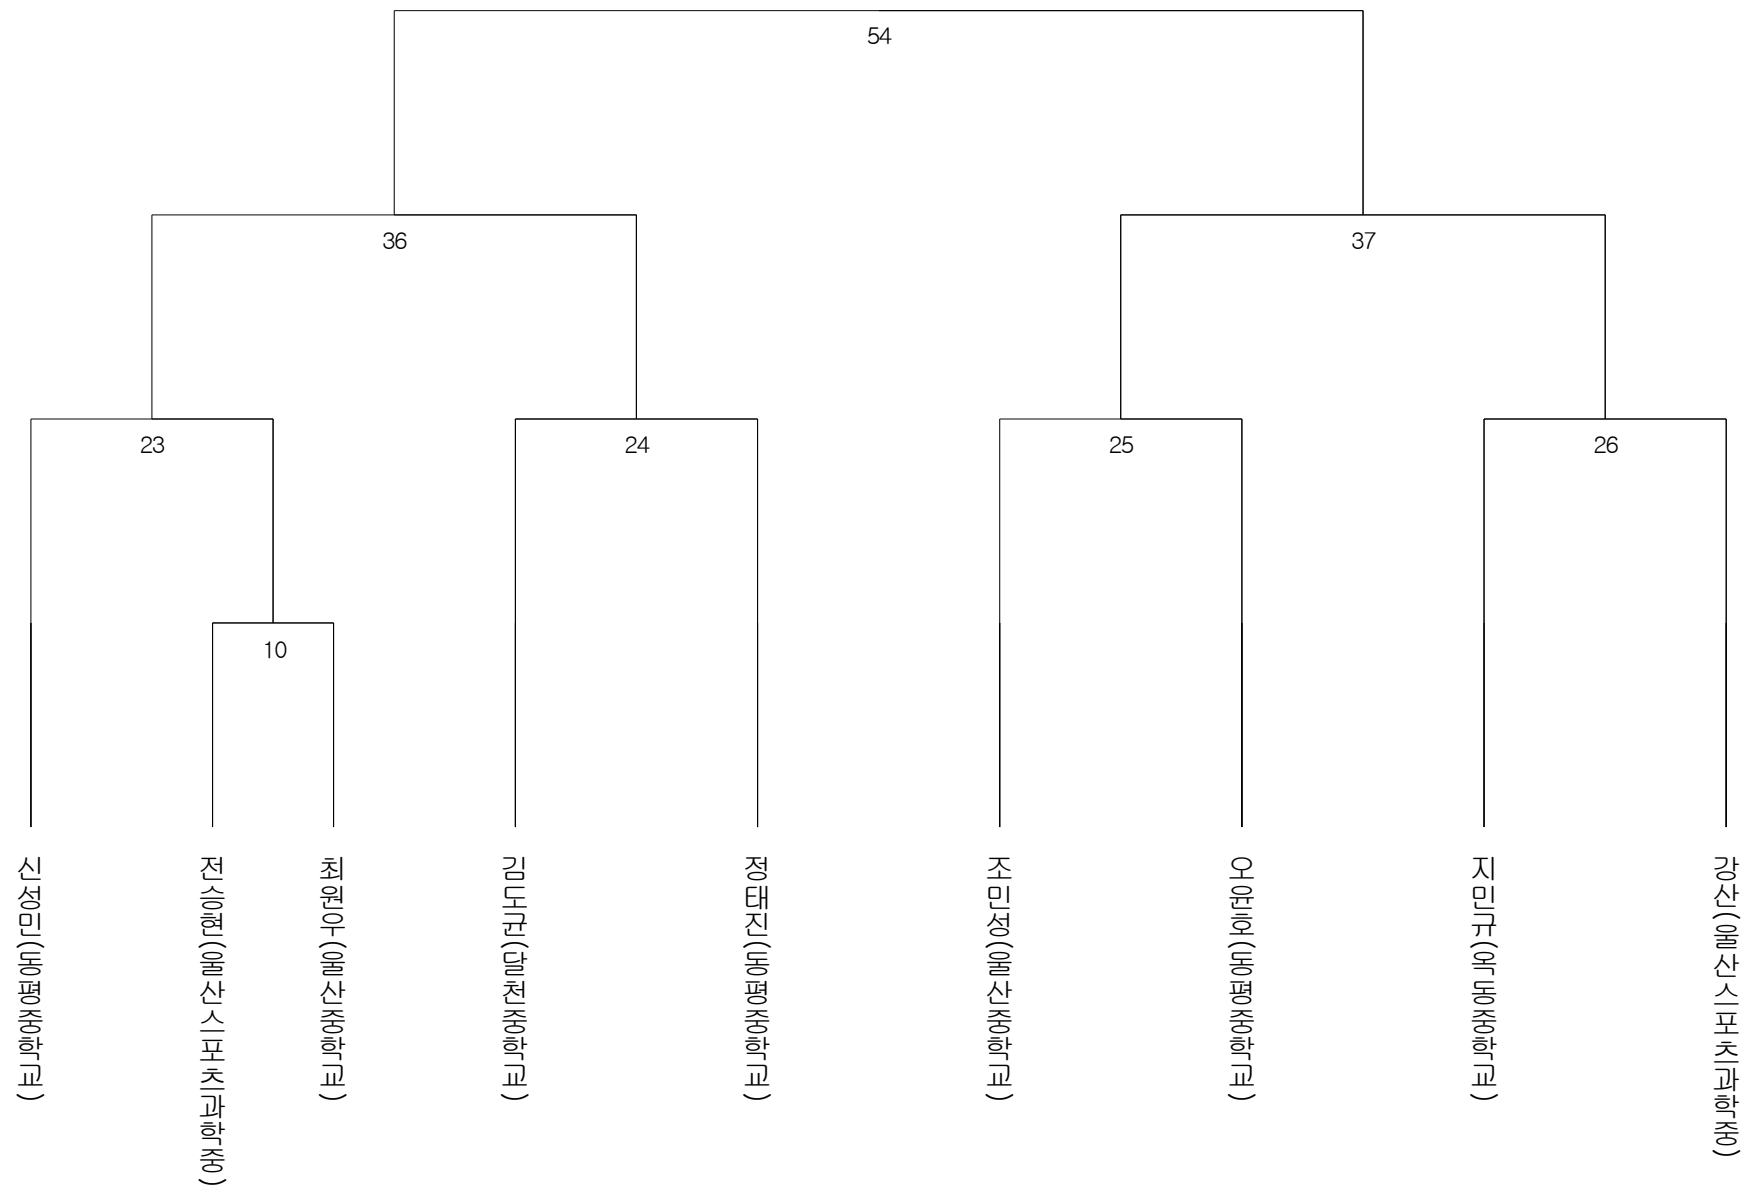 54
36
37
23
24
25
26
10
신성민(동평중학교)
전승현(울산스포츠과학중)
최원우(울산중학교)
김도균(달천중학교)
정태진(동평중학교)
조민성(울산중학교)
오윤호(동평중학교)
지민규(옥동중학교)
강산(울산스포츠과학중)